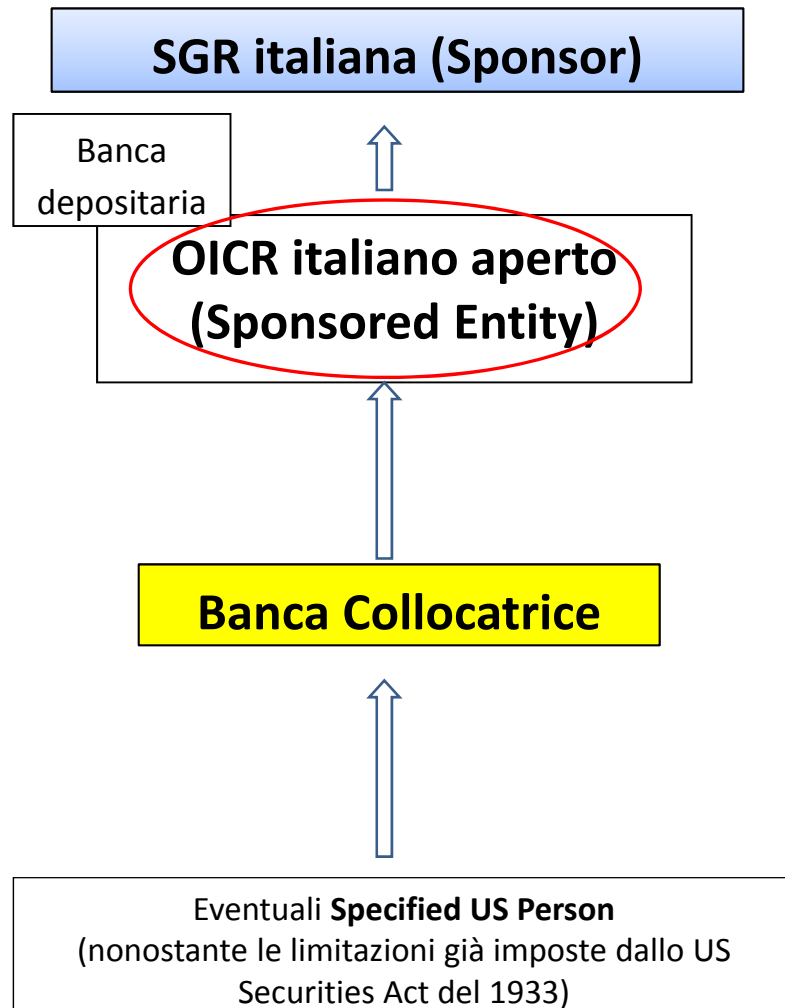 SGR italiana (Sponsor)
Banca
depositaria
OICR italiano aperto
(Sponsored Entity)
Banca Collocatrice
Eventuali Specified US Person
(nonostante le limitazioni già imposte dallo US
Securities Act del 1933)